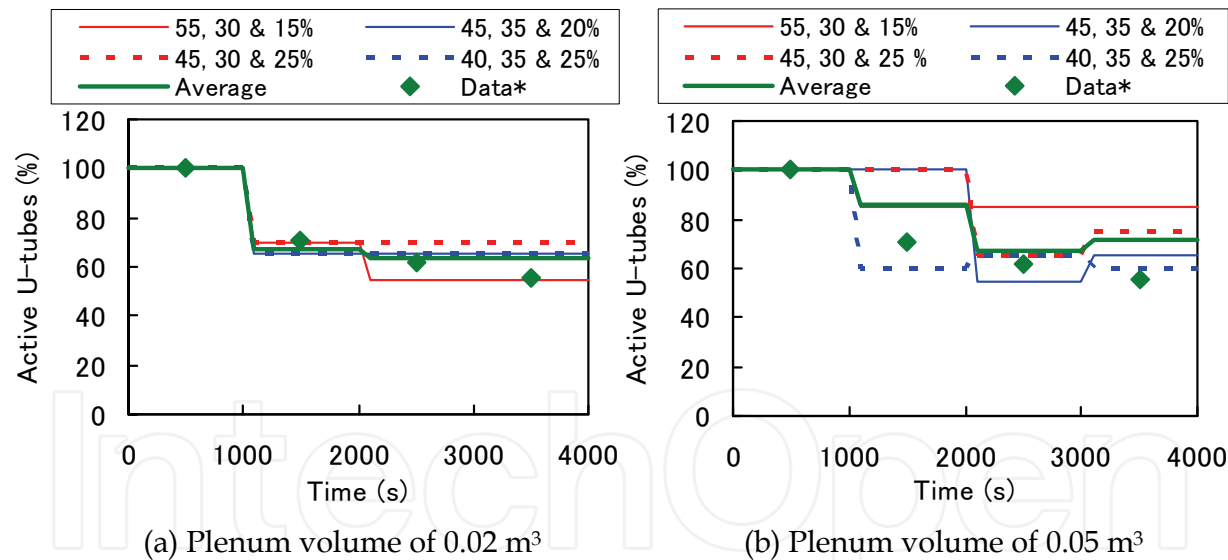 55, 30 & 15%
45, 35 & 20%
45, 30 & 25%
40, 35 & 25%
Average
Data*
Active U-tubes (%)
120
100
80
60
40
20
0
0 1000 2000 3000 4000
Time (s)
(a) Plenum volume of 0.02 m³
55, 30 & 15%
45, 35 & 20%
45, 30 & 25 %
40, 35 & 25%
Average
Data*
Active U-tubes (%)
120
100
80
60
40
20
0
0 1000 2000 3000 4000
Time (s)
(b) Plenum volume of 0.05 m³
IntechOpen